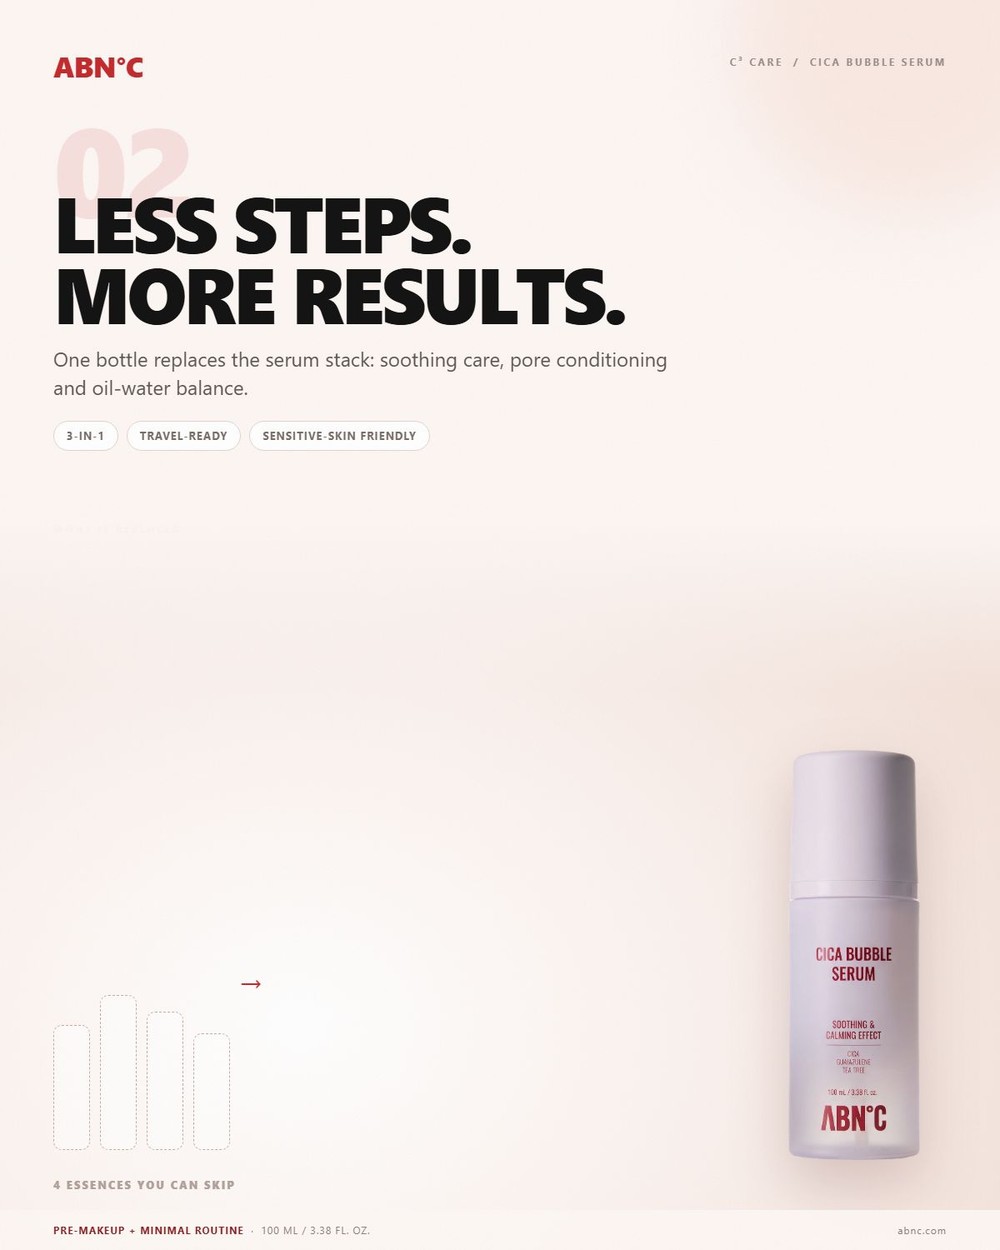 ABN°C
C³ CARE / CICA BUBBLE SERUM
02
LESS STEPS.
MORE RESULTS.
One bottle replaces the serum stack: soothing care, pore conditioning
and oil-water balance.
3-IN-1
TRAVEL-READY
SENSITIVE-SKIN FRIENDLY
CICA BUBBLE
SERUM
SOOTHING &
CALMING EFFECT
CICA
TEA TREE
100 mL / 3.38 fl. oz.
ABN°C
→
4 ESSENCES YOU CAN SKIP
PRE-MAKEUP + MINIMAL ROUTINE · 100 ML / 3.38 FL. OZ.
abnc.com